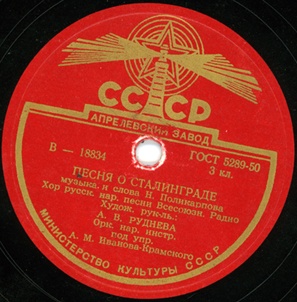 СССР
АПРЕЛЕВСКИЙ ЗАВОД
В — 18834
ГОСТ 5289-50
3 кл.
ПЕСНЯ О СТАЛИНГРАДЕ
музыка и слова Н. Поликарпова
Хор русск. нар. песни Всесоюзн. Радио
Худож. рук-ль:
А. В. РУДНЕВА
Орк. нар. инстр.
под упр.
А. М. Иванова-Крамского
МИНИСТЕРСТВО КУЛЬТУРЫ СССР